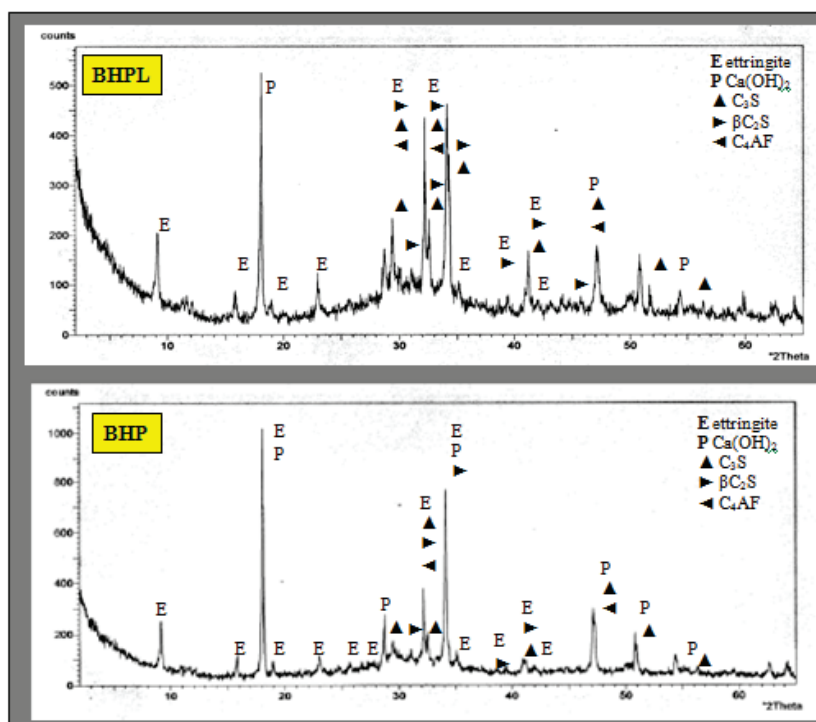 counts
BHPL
E ettringite
P Ca(OH)₂
▲ C₃S
► βC₂S
◄ C₄AF
500
400
300
200
100
0
P
E
E
E
E
E
E
E
E
E
E
P
P
10
20
30
40
50
60
°2Theta
counts
BHP
E ettringite
P Ca(OH)₂
▲ C₃S
► βC₂S
◄ C₄AF
1000
800
600
400
200
0
E
P
E
P
E
E
P
P
P
E
E
E
E
E
E
E
E
E
E
P
10
20
30
40
50
60
°2Theta